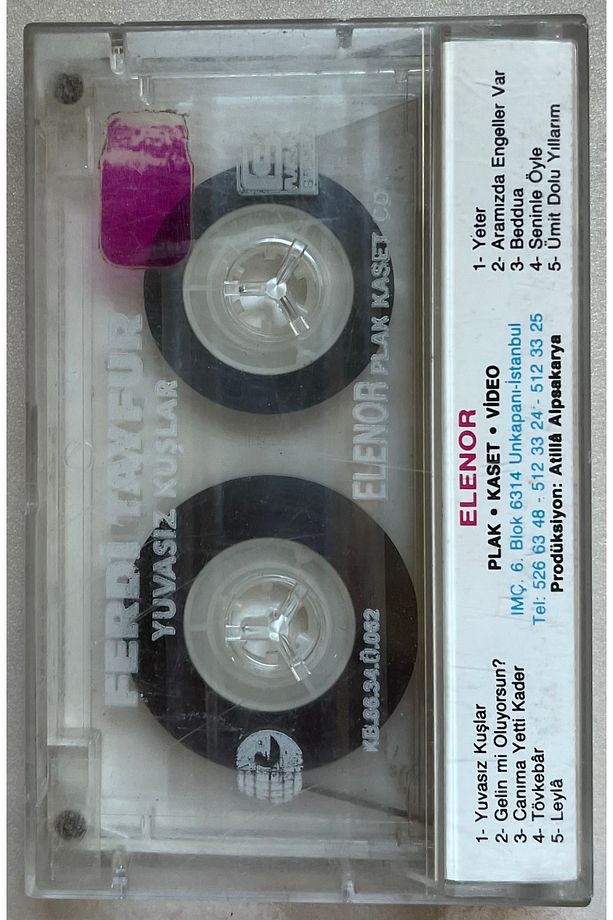 FERDİ TAYFUR
YUVASIZ KUŞLAR
ELENOR PLAK KASET CD
KB.86.34.Ü.062
1- Yuvasız Kuşlar
2- Gelin mi Oluyorsun?
3- Canıma Yetti Kader
4- Tövkebâr
5- Leylâ
ELENOR
PLAK • KASET • VİDEO
IMÇ. 6. Blok 6314 Unkapanı-İstanbul
Tel: 526 63 48 - 512 33 24 - 512 33 25
Prodüksiyon: Atillâ Alpsakarya
1- Yeter
2- Aramızda Engeller Var
3- Beddua
4- Seninle Öyle
5- Ümit Dolu Yıllarım